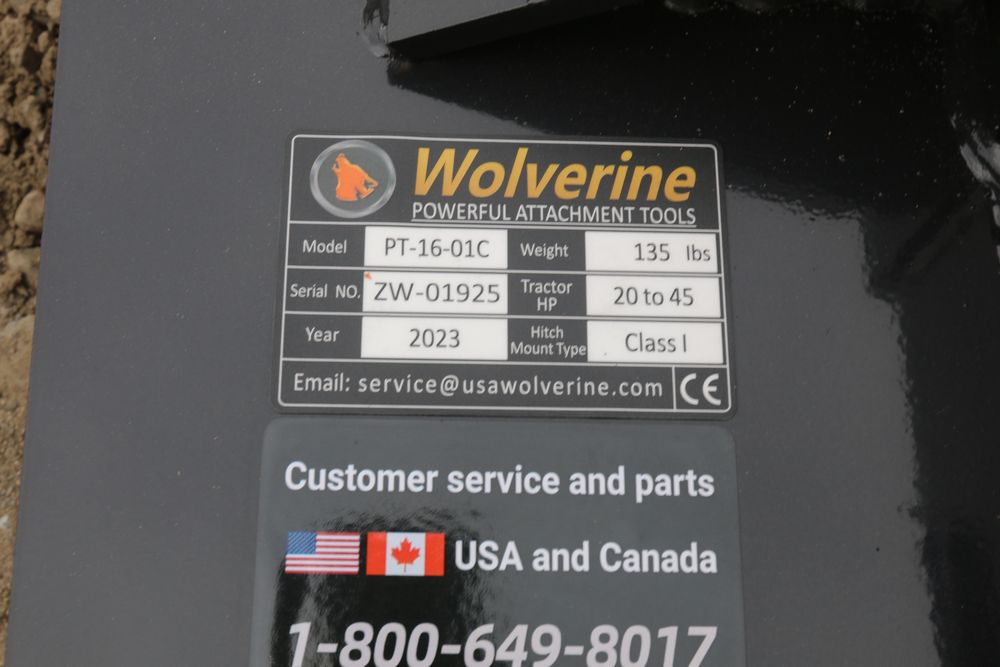 Wolverine
POWERFUL ATTACHMENT TOOLS
Model PT-16-01C Weight 135 lbs
Serial NO. ZW-01925 Tractor HP 20 to 45
Year 2023 Hitch Mount Type Class I
Email: service@usawolverine.com CE
Customer service and parts
USA and Canada
1-800-649-8017